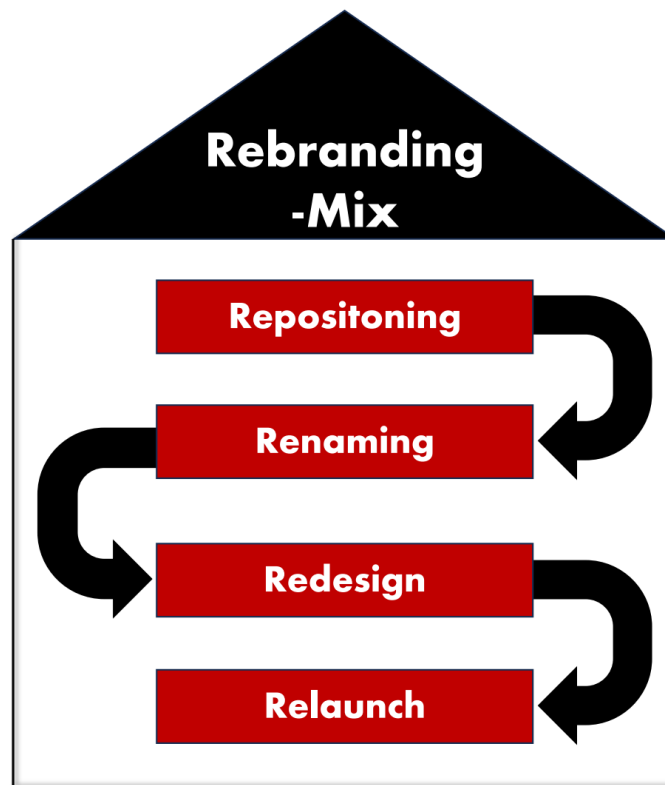 Rebranding
-Mix
Repositoning
Renaming
Redesign
Relaunch